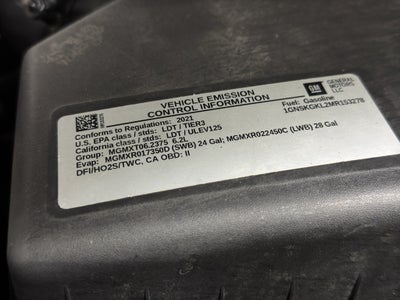 VEHICLE EMISSION
CONTROL INFORMATION
GM
GENERAL
MOTORS
LLC
Fuel: Gasoline
1GNSKGKL2MR153278
Conforms to Regulations: 2021
U.S. EPA class / stds: LDT / TIER3
California class / stds: LDT / ULEV125
Group: MGMXT06.2375 6.2L
Evap: MGMXR017350D (SWB) 24 Gal; MGMXR022450C (LWB) 28 Gal
DFI/HO2S/TWC, CA OBD: II